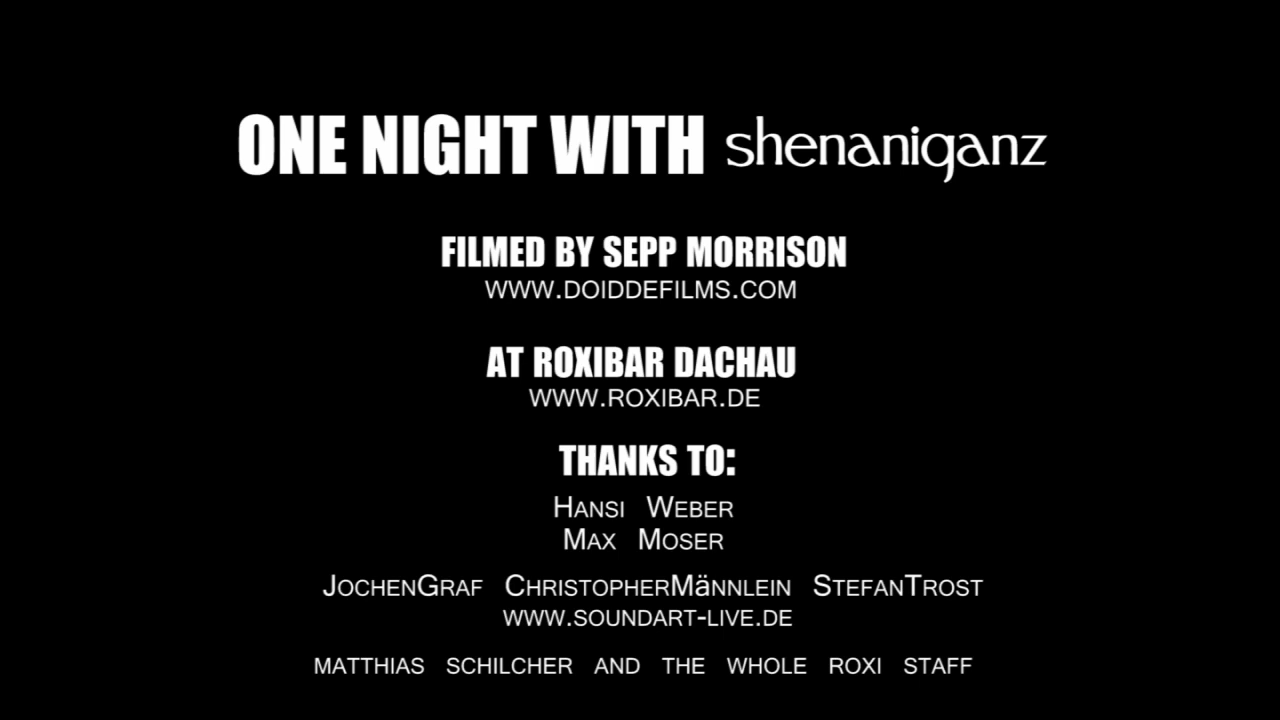 ONE NIGHT WITH shenaniganz
FILMED BY SEPP MORRISON
WWW.DOIDDEFILMS.COM
AT ROXIBAR DACHAU
WWW.ROXIBAR.DE
THANKS TO:
HANSI WEBER
MAX MOSER
JOCHENGRAF CHRISTOPHERMäNNLEIN STEFANTROST
WWW.SOUNDART-LIVE.DE
MATTHIAS SCHILCHER AND THE WHOLE ROXI STAFF